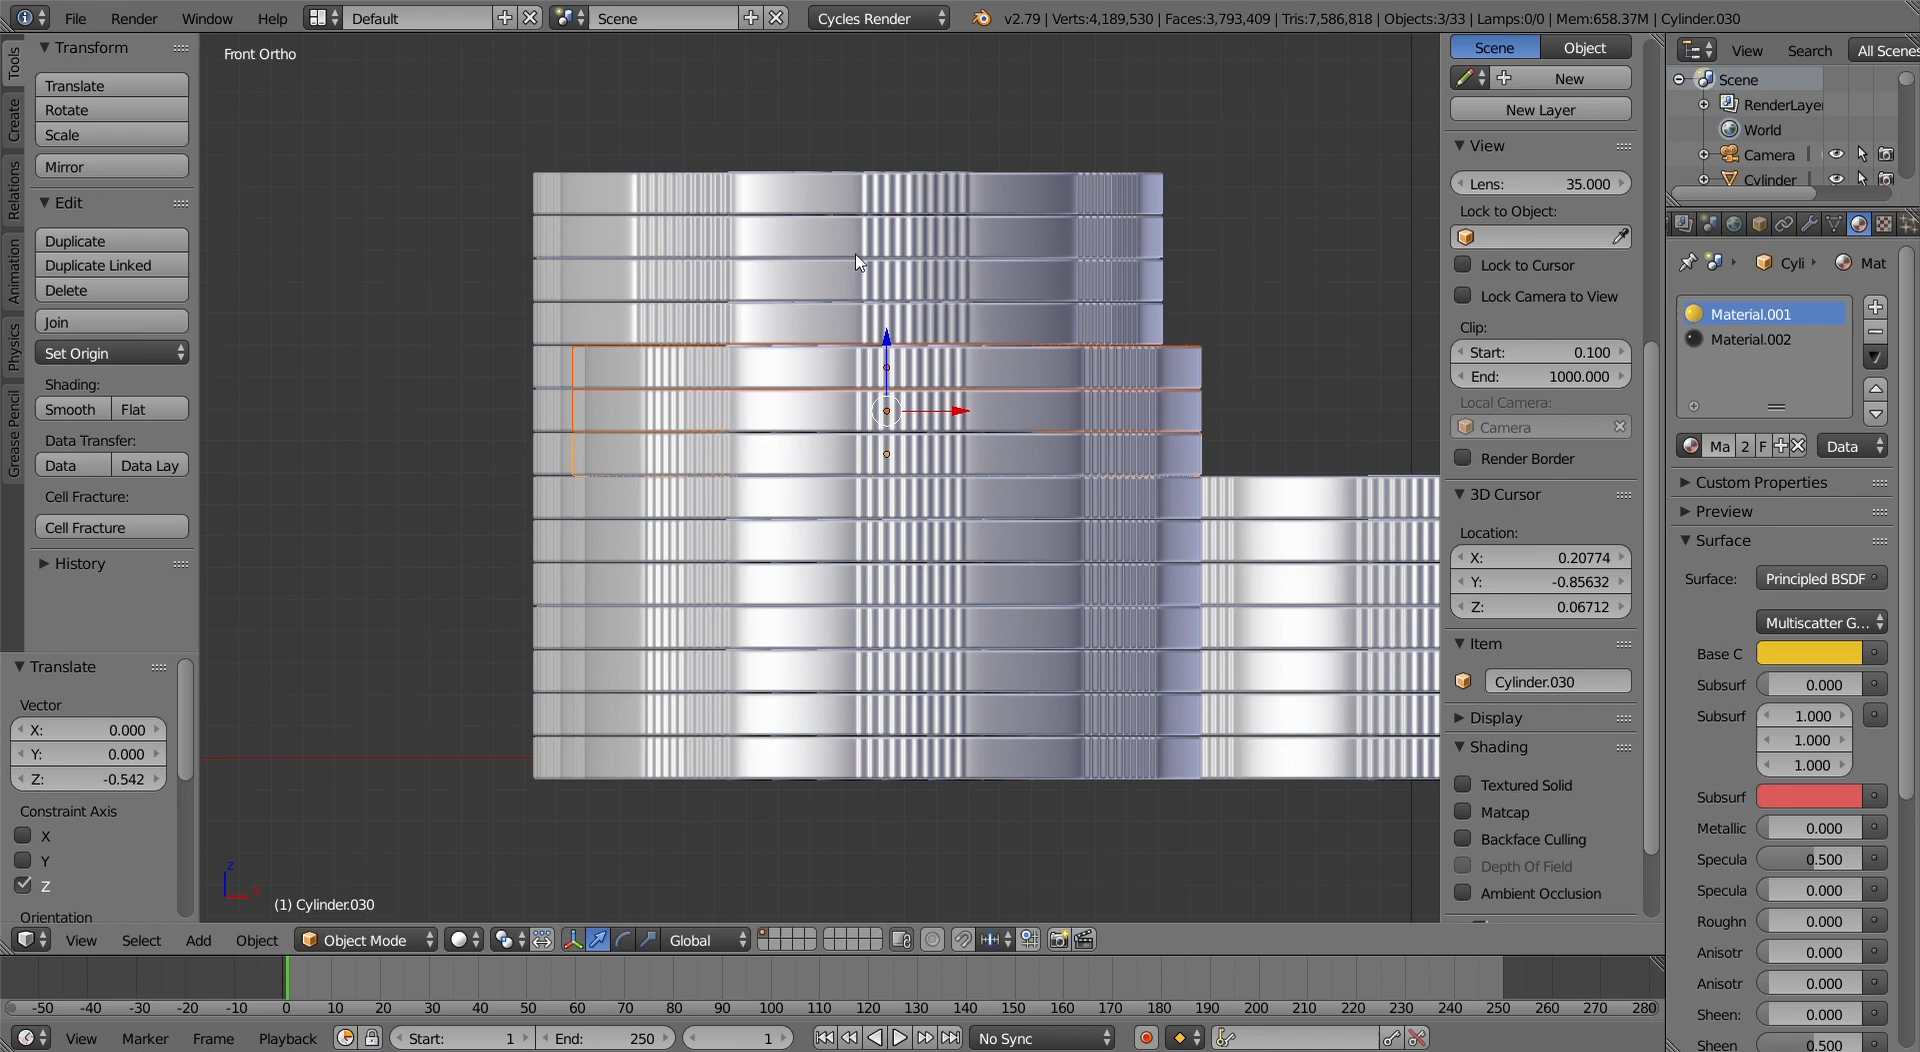 File Render Window Help Default Scene Cycles Render v2.79 | Verts:4,189,530 | Faces:3,793,409 | Tris:7,586,818 | Objects:3/33 | Lamps:0/0 | Mem:658.37M | Cylinder.030
Tools
Create
Relations
Animation
Physics
Grease Pencil
Transform
Translate
Rotate
Scale
Mirror
Edit
Duplicate
Duplicate Linked
Delete
Join
Set Origin
Shading:
Smooth Flat
Data Transfer:
Data Data Lay
Cell Fracture:
Cell Fracture
History
Translate
Vector
X: 0.000
Y: 0.000
Z: -0.542
Constraint Axis
X
Y
Z
Orientation
Front Ortho
z
(1) Cylinder.030
Scene Object
New
New Layer
View
Lens: 35.000
Lock to Object:
Lock to Cursor
Lock Camera to View
Clip:
Start: 0.100
End: 1000.000
Local Camera:
Camera
Render Border
3D Cursor
Location:
X: 0.20774
Y: -0.85632
Z: 0.06712
Item
Cylinder.030
Display
Shading
Textured Solid
Matcap
Backface Culling
Depth Of Field
Ambient Occlusion
View Search All Scenes
Scene
RenderLayer
World
Camera
Cylinder
Cyli Mat
Material.001
Material.002
Ma 2 F Data
Custom Properties
Preview
Surface
Surface: Principled BSDF
Multiscatter G...
Base C
Subsurf 0.000
Subsurf 1.000
1.000
1.000
Subsurf
Metallic 0.000
Specula 0.500
Specula 0.000
Roughn 0.000
Anisotr 0.000
Anisotr 0.000
Sheen: 0.000
Sheen 0.500
View Select Add Object Object Mode Global
-50 -40 -30 -20 -10 0 10 20 30 40 50 60 70 80 90 100 110 120 130 140 150 160 170 180 190 200 210 220 230 240 250 260 270 280
View Marker Frame Playback Start: 1 End: 250 1 No Sync